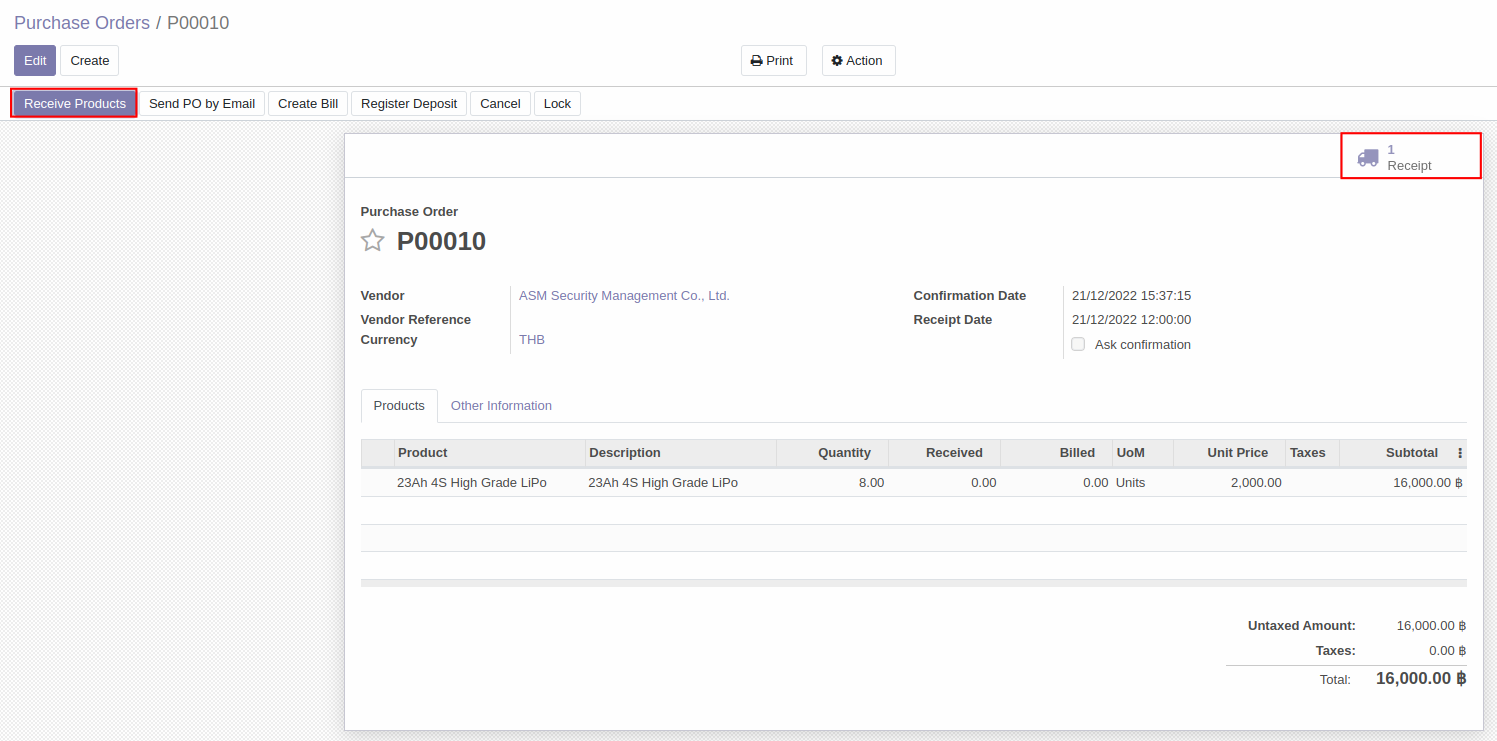 Purchase Orders / P00010
Edit Create Print Action
Receive Products Send PO by Email Create Bill Register Deposit Cancel Lock
1
Receipt
Purchase Order
P00010
Vendor ASM Security Management Co., Ltd. Confirmation Date 21/12/2022 15:37:15
Vendor Reference Receipt Date 21/12/2022 12:00:00
Currency THB Ask confirmation
Products Other Information
Product Description Quantity Received Billed UoM Unit Price Taxes Subtotal
23Ah 4S High Grade LiPo 23Ah 4S High Grade LiPo 8.00 0.00 0.00 Units 2,000.00 16,000.00 ฿
Untaxed Amount: 16,000.00 ฿
Taxes: 0.00 ฿
Total: 16,000.00 ฿